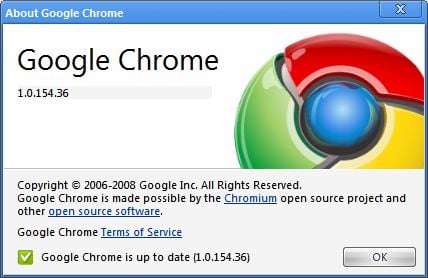 About Google Chrome
Google Chrome
1.0.154.36
Copyright © 2006-2008 Google Inc. All Rights Reserved.
Google Chrome is made possible by the Chromium open source project and
other open source software.
Google Chrome Terms of Service
Google Chrome is up to date (1.0.154.36)
OK